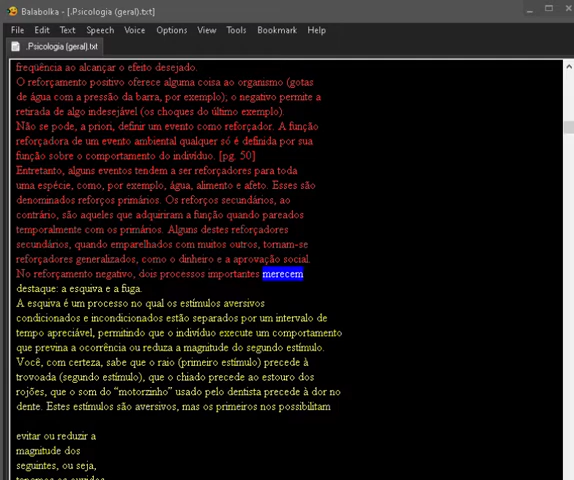 Balabolka - [.Psicologia (geral).txt]
File Edit Text Speech Voice Options View Tools Bookmark Help
.Psicologia (geral).txt
freqüência ao alcançar o efeito desejado.
O reforçamento positivo oferece alguma coisa ao organismo (gotas
de água com a pressão da barra, por exemplo), o negativo permite a
retirada de algo indesejável (os choques do último exemplo).
Não se pode, a priori, definir um evento como reforçador. A função
reforçadora de um evento ambiental qualquer só é definida por sua
função sobre o comportamento do indivíduo. [pg. 50]
Entretanto, alguns eventos tendem a ser reforçadores para toda
uma espécie, como, por exemplo, água, alimento e afeto. Esses são
denominados reforços primários. Os reforços secundários, ao
contrário, são aqueles que adquiriram a função quando pareados
temporalmente com os primários. Alguns destes reforçadores
secundários, quando emparelhados com muitos outros, tornam-se
reforçadores generalizados, como o dinheiro e a aprovação social.
No reforçamento negativo, dois processos importantes merecem
destaque: a esquiva e a fuga.
A esquiva é um processo no qual os estímulos aversivos
condicionados e incondicionados estão separados por um intervalo de
tempo apreciável, permitindo que o indivíduo execute um comportamento
que previna a ocorrência ou reduza a magnitude do segundo estímulo.
Você, com certeza, sabe que o raio (primeiro estímulo) precede à
trovoada (segundo estímulo), que o chiado precede ao estouro dos
rojões, que o som do “motorzinho” usado pelo dentista precede à dor no
dente. Estes estímulos são aversivos, mas os primeiros nos possibilitam
evitar ou reduzir a
magnitude dos
seguintes, ou seja,